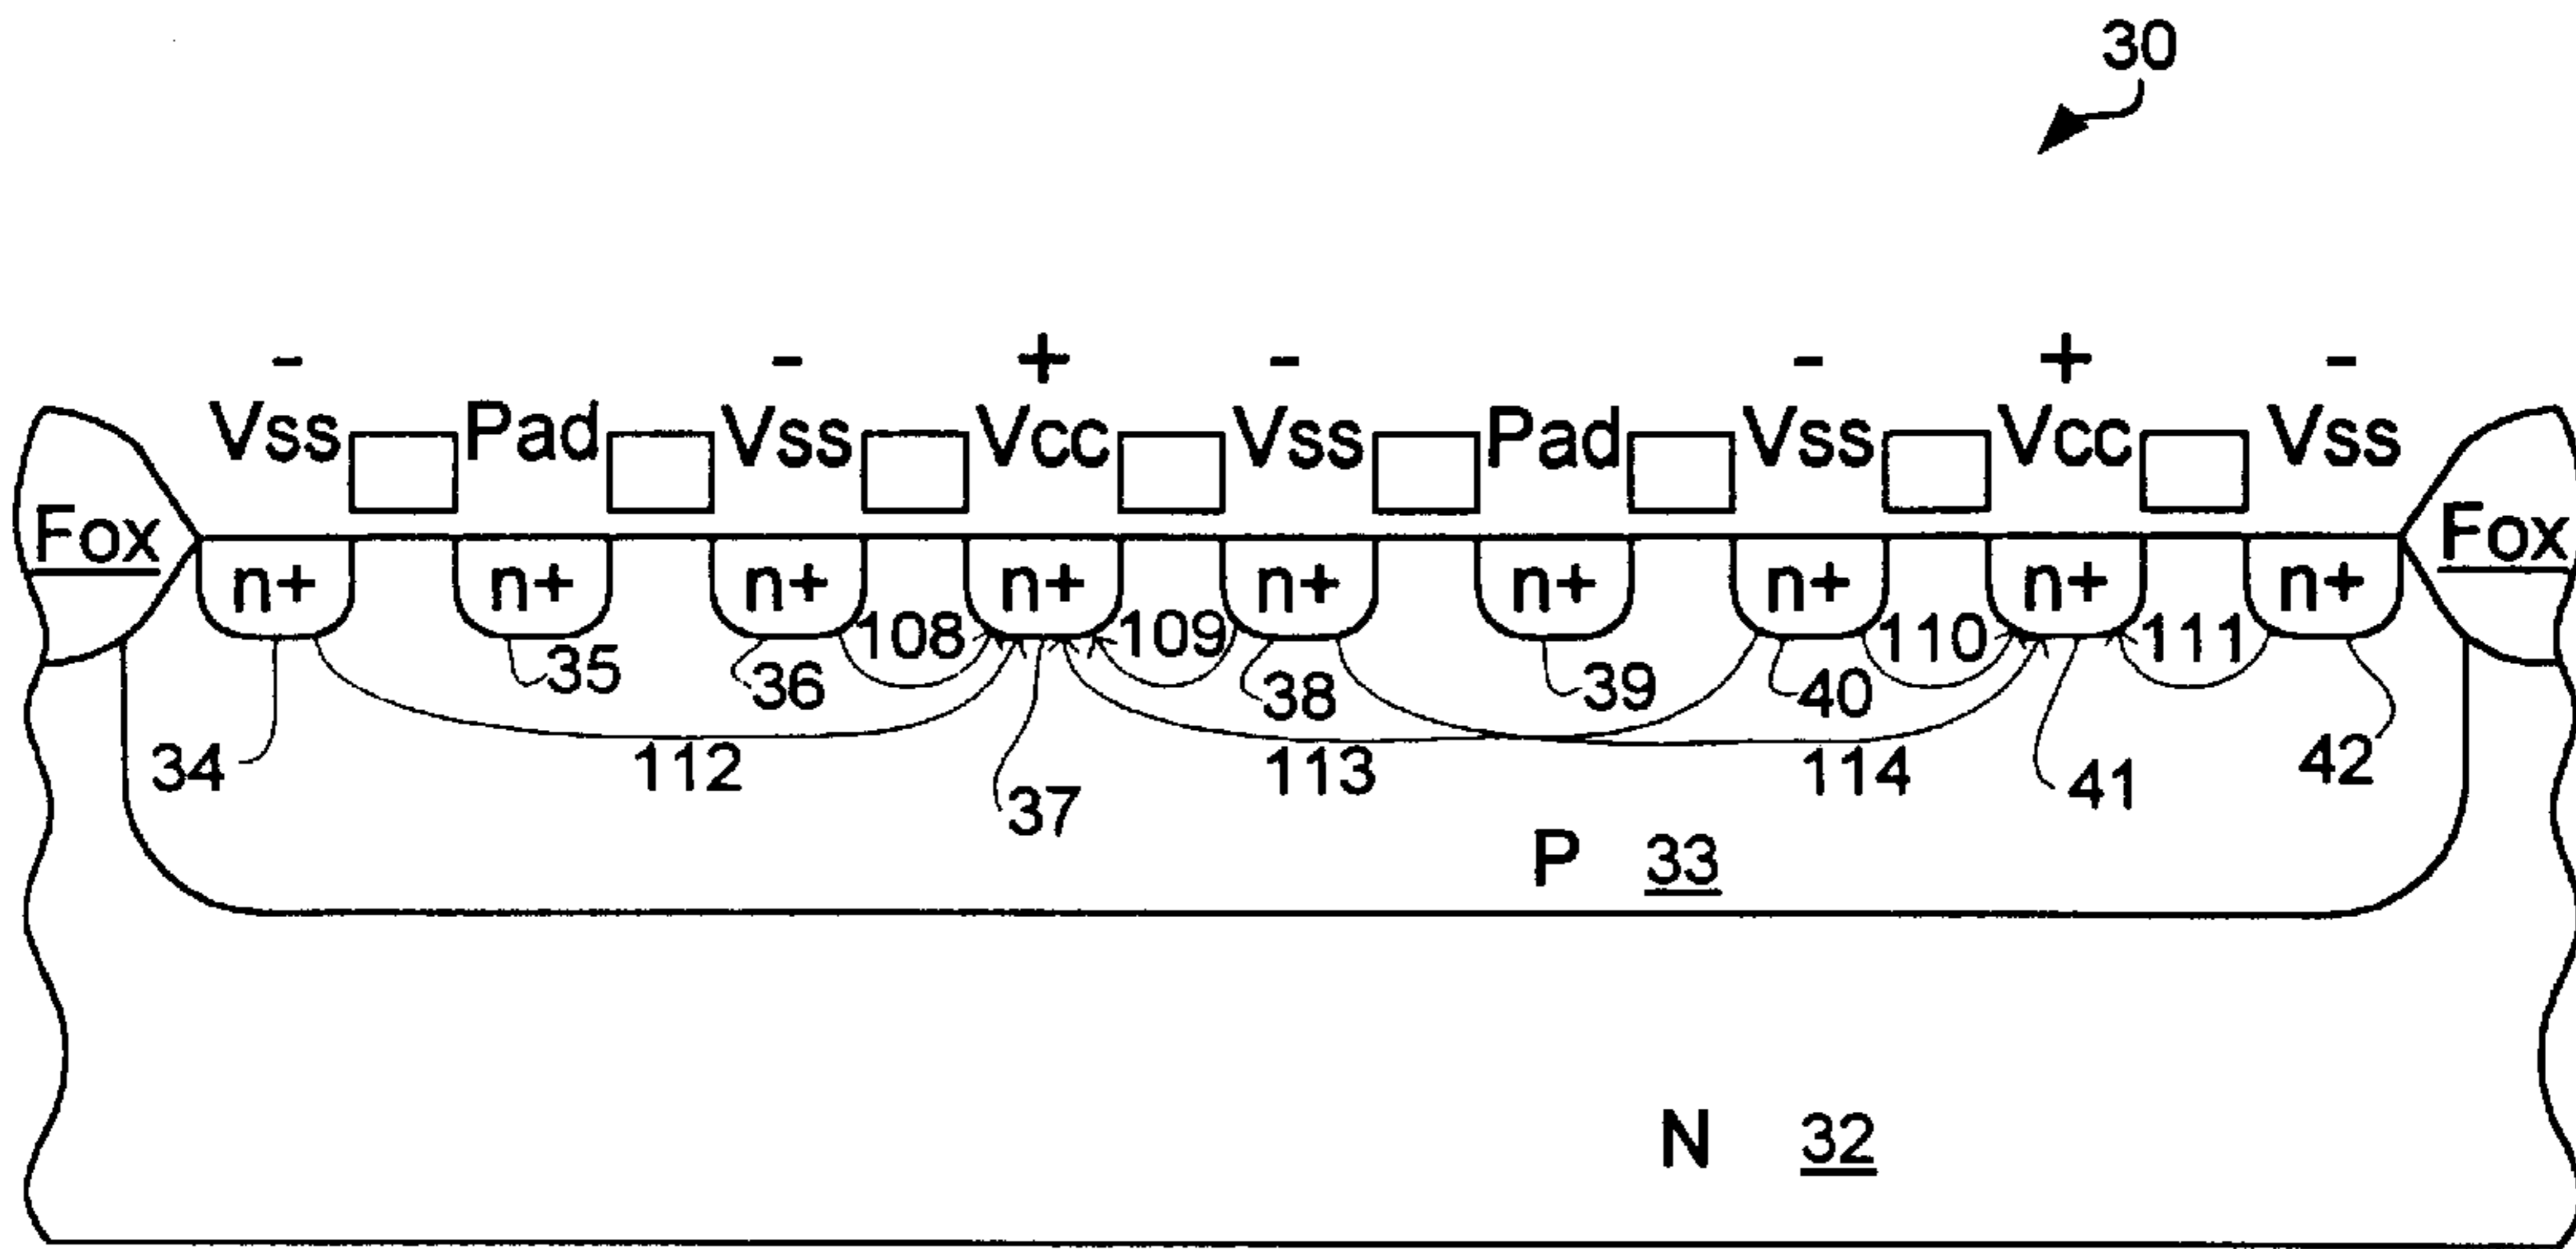 30
- - + - - + -
Vss Pad Vss Vcc Vss Pad Vss Vcc Vss
Fox n+ n+ n+ n+ n+ n+ n+ n+ n+ Fox
108 109 110 111
35 36 38 39 40
34 112 37 113 114 41 42
P 33
N 32